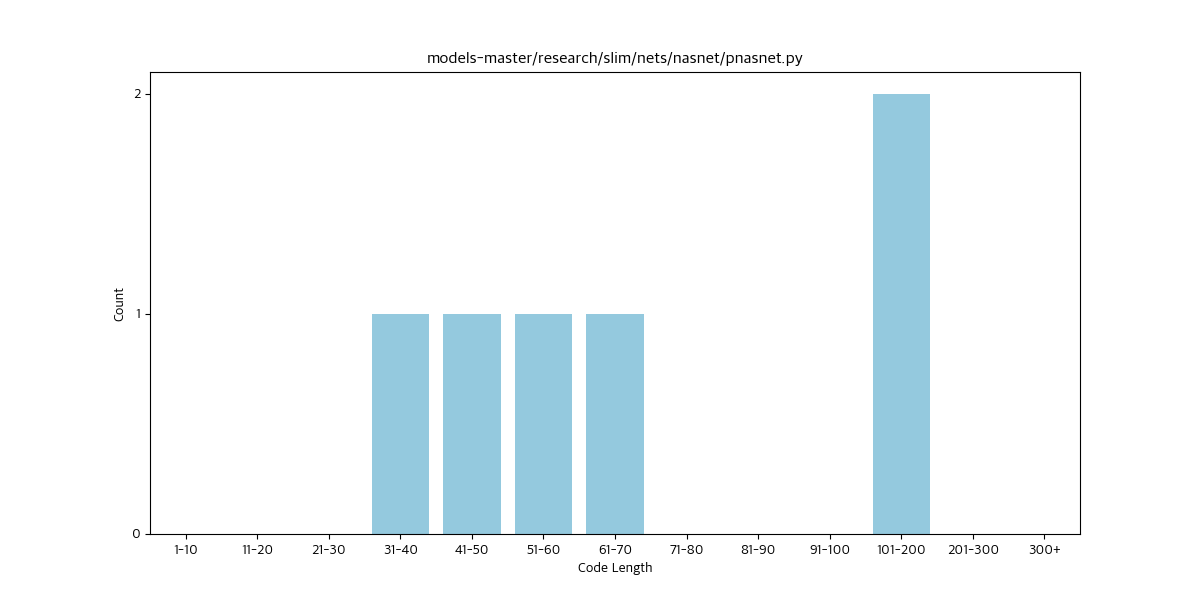 models-master/research/slim/nets/nasnet/pnasnet.py
2
1
0
Count
1-10 11-20 21-30 31-40 41-50 51-60 61-70 71-80 81-90 91-100 101-200 201-300 300+
Code Length